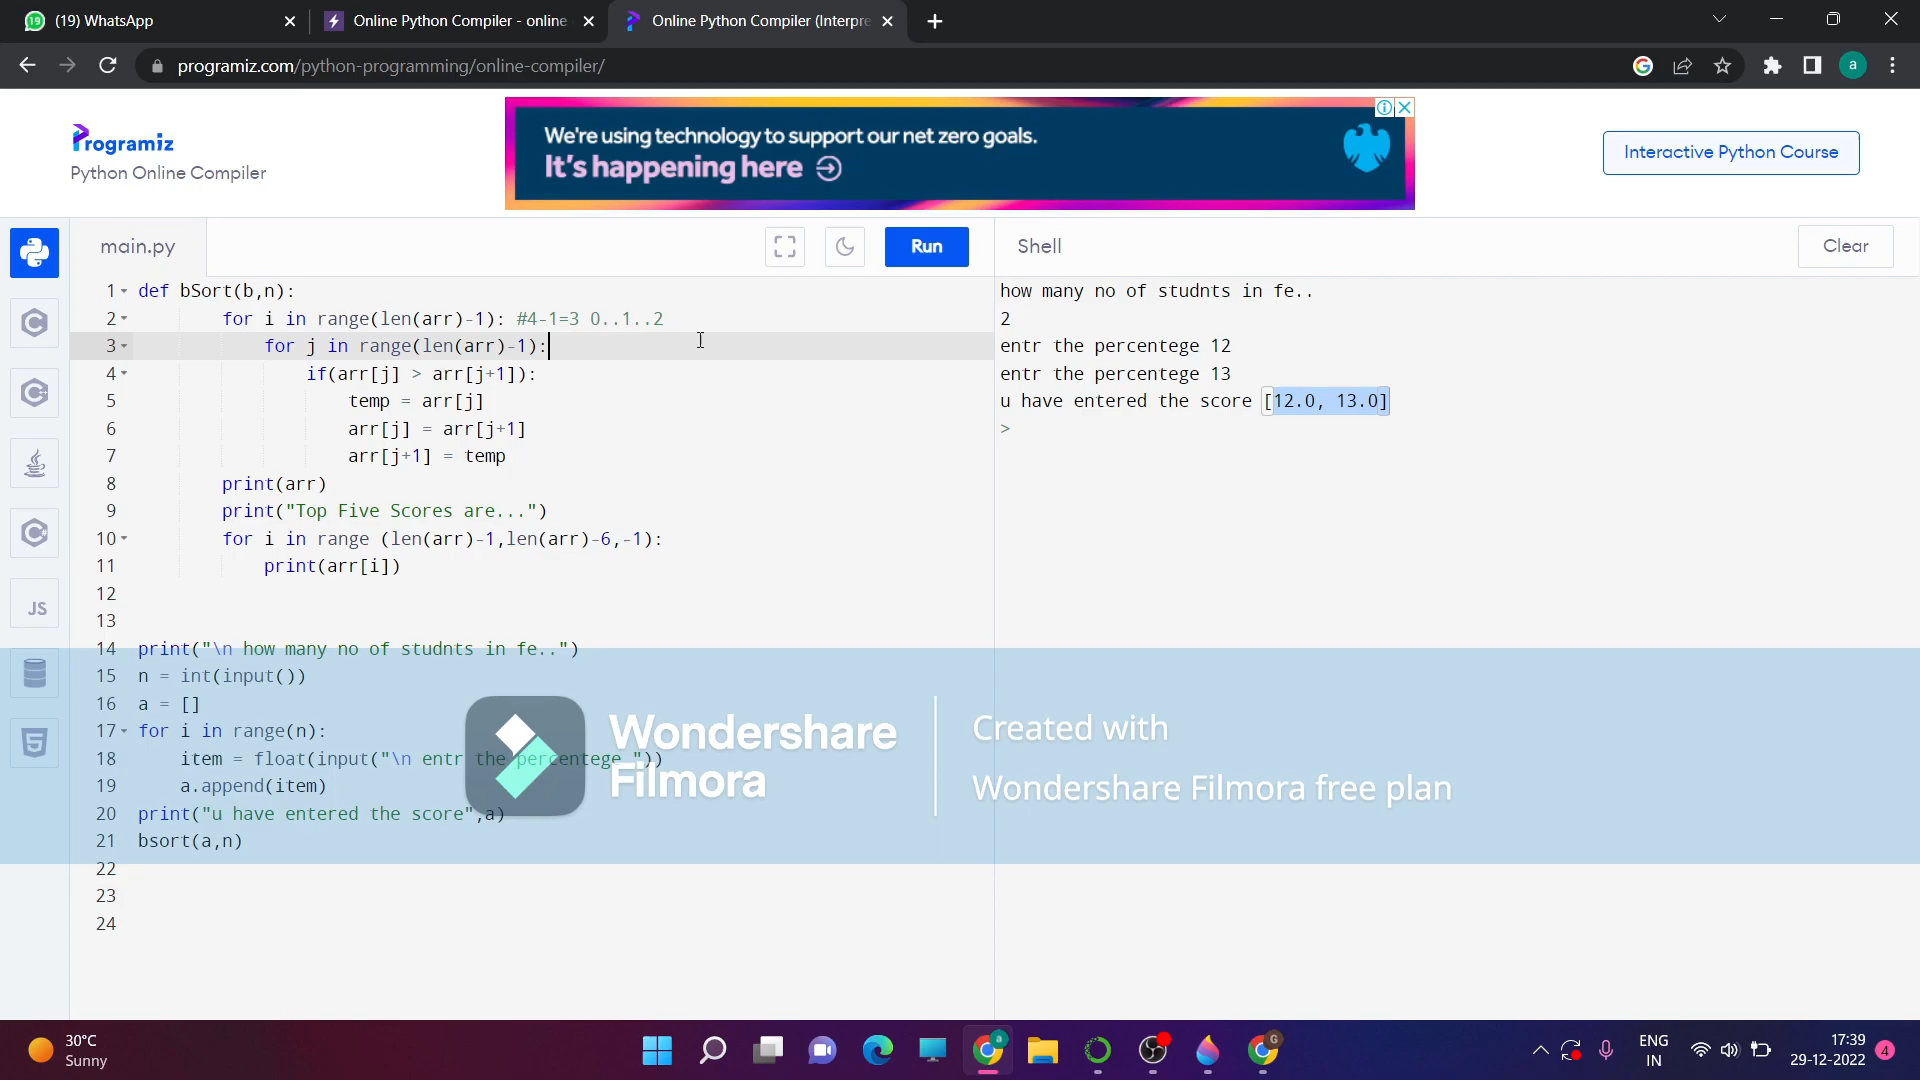 (19) WhatsApp
Online Python Compiler - online
Online Python Compiler (Interpre
programiz.com/python-programming/online-compiler/
a
Programiz
Python Online Compiler
We're using technology to support our net zero goals.
It's happening here
Interactive Python Course
main.py
Run
Shell
Clear
1 def bSort(b,n):
2 for i in range(len(arr)-1): #4-1=3 0..1..2
3 for j in range(len(arr)-1):
4 if(arr[j] > arr[j+1]):
5 temp = arr[j]
6 arr[j] = arr[j+1]
7 arr[j+1] = temp
8 print(arr)
9 print("Top Five Scores are...")
10 for i in range (len(arr)-1,len(arr)-6,-1):
11 print(arr[i])
12
13
14 print("\n how many no of studnts in fe..")
15 n = int(input())
16 a = []
17 for i in range(n):
18 item = float(input("\n entr the percentege "))
19 a.append(item)
20 print("u have entered the score",a)
21 bsort(a,n)
22
23
24
how many no of studnts in fe..
2
entr the percentege 12
entr the percentege 13
u have entered the score [12.0, 13.0]
>
JS
Wondershare
Filmora
Created with
Wondershare Filmora free plan
30°C
Sunny
ENG
IN
17:39
29-12-2022
4